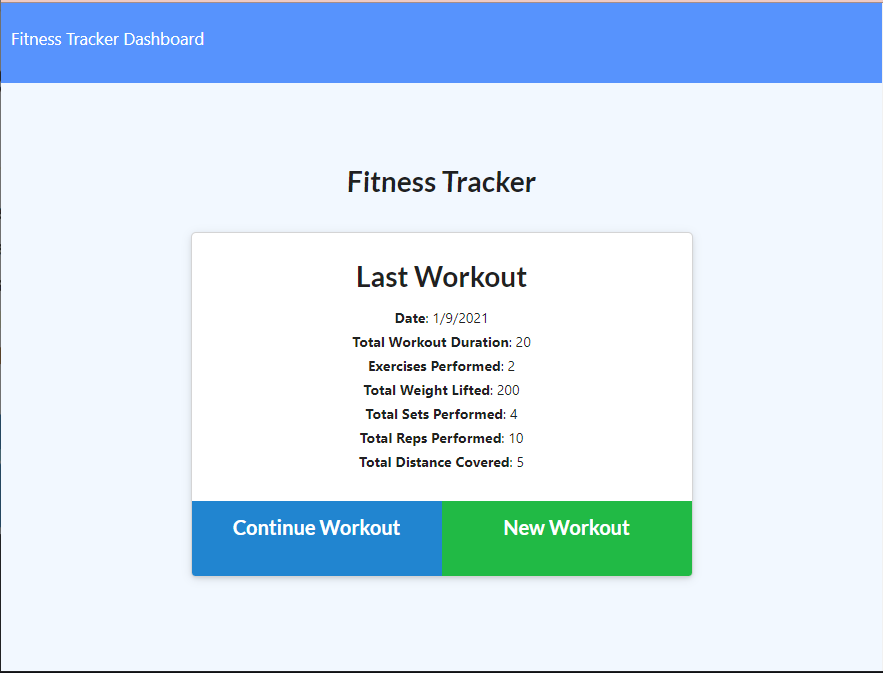 Fitness Tracker Dashboard
Fitness Tracker
Last Workout
Date: 1/9/2021
Total Workout Duration: 20
Exercises Performed: 2
Total Weight Lifted: 200
Total Sets Performed: 4
Total Reps Performed: 10
Total Distance Covered: 5
Continue Workout
New Workout